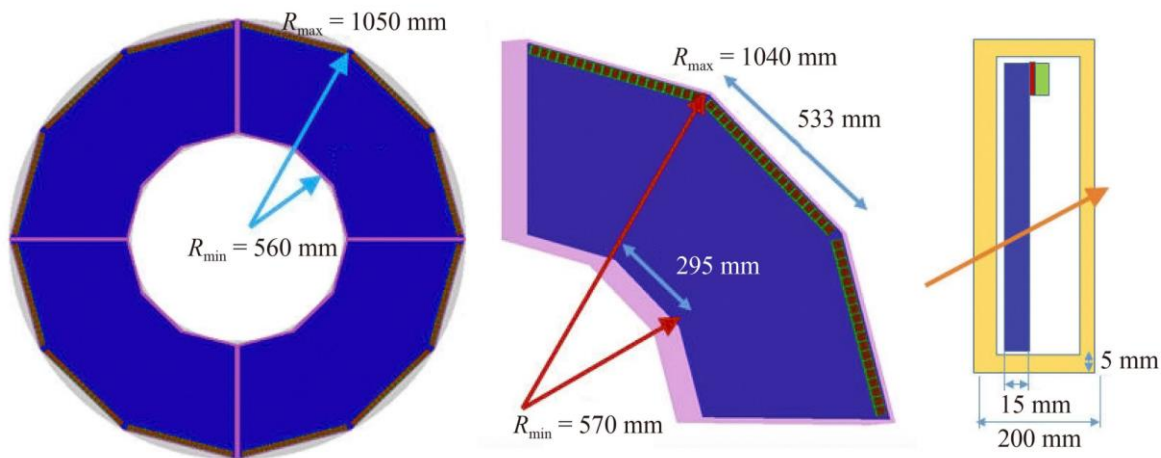 R_max = 1050 mm
R_min = 560 mm
R_max = 1040 mm
533 mm
295 mm
R_min = 570 mm
5 mm
15 mm
200 mm